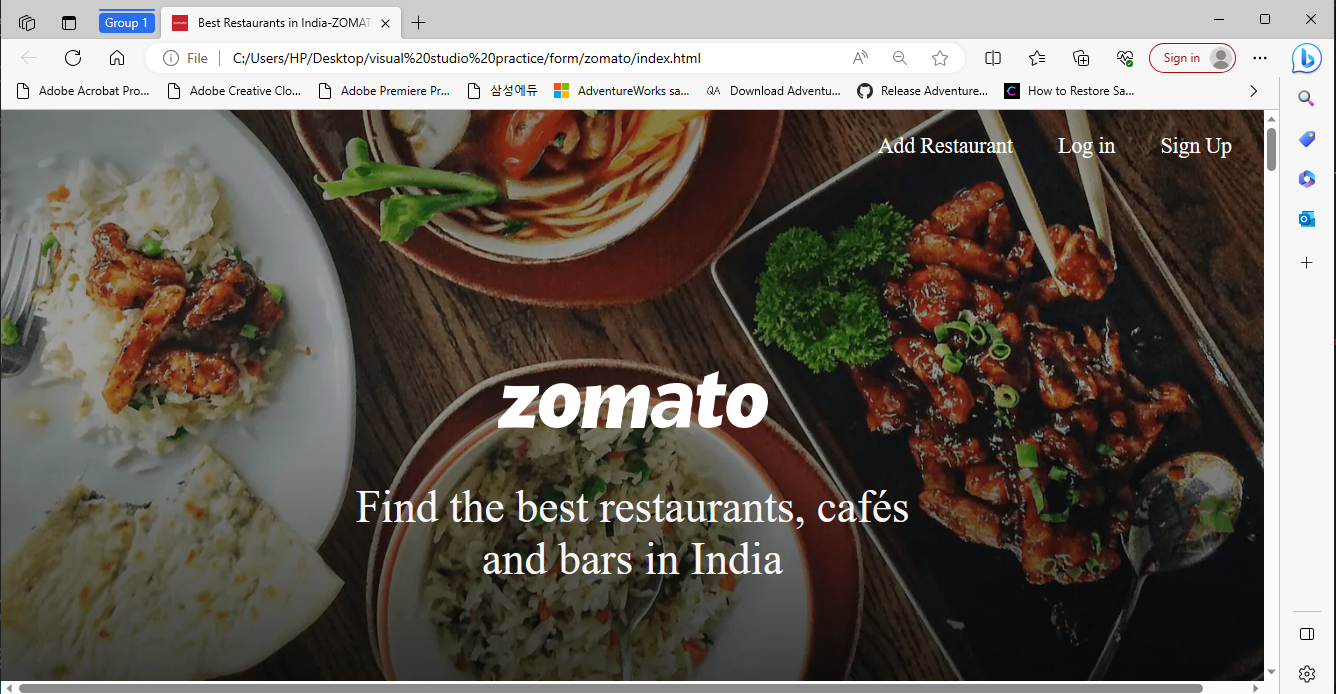 Group 1
Best Restaurants in India-ZOMAT
File
C:/Users/HP/Desktop/visual%20studio%20practice/form/zomato/index.html
Sign in
Adobe Acrobat Pro...
Adobe Creative Clo...
Adobe Premiere Pr...
삼성에듀
AdventureWorks sa...
QA
Download Adventu...
Release Adventure...
How to Restore Sa...
Add Restaurant
Log in
Sign Up
zomato
Find the best restaurants, cafés
and bars in India